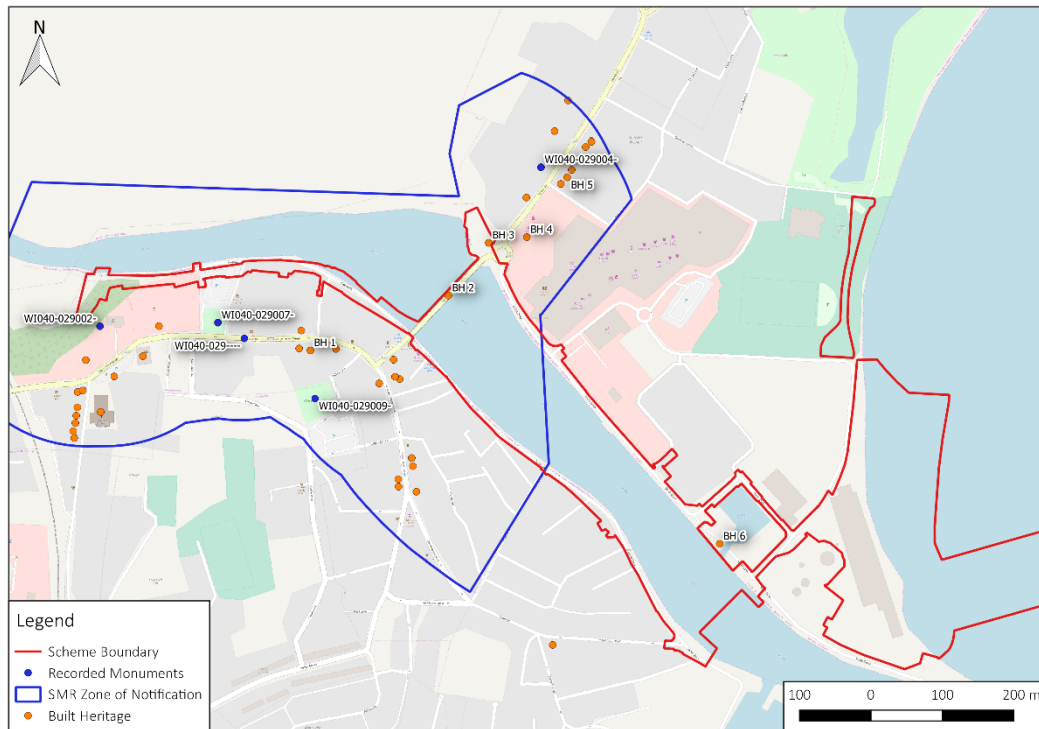 N
WI040-029004-
BH 5
BH 3
BH 4
BH 2
WI040-029002-
WI040-029007-
WI040-029----
BH 1
WI040-029009-
BH 6
Legend
Scheme Boundary
Recorded Monuments
SMR Zone of Notification
Built Heritage
100 0 100 200 m